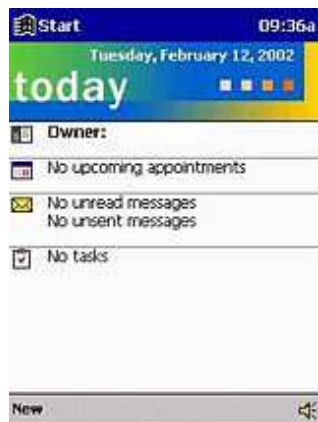 Start 09:36a
Tuesday, February 12, 2002
today
Owner:
No upcoming appointments
No unread messages
No unsent messages
No tasks
New